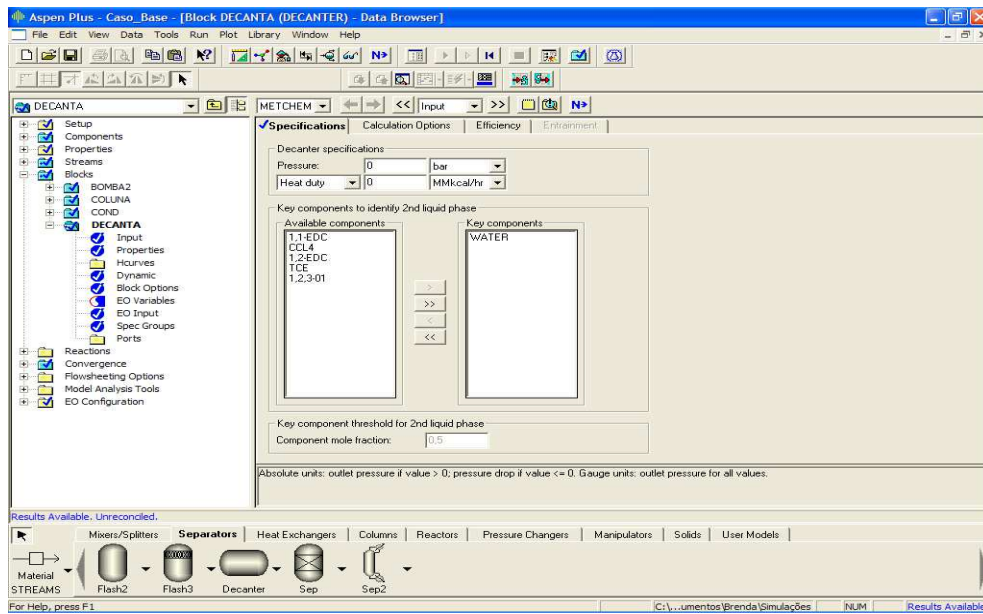 Aspen Plus - Caso_Base - [Block DECANTA (DECANTER) - Data Browser]
File Edit View Data Tools Run Plot Library Window Help
DECANTA
METCHEM
Input
Setup
Components
Properties
Streams
Blocks
BOMBA2
COLUNA
COND
DECANTA
Input
Properties
Hcurves
Dynamic
Block Options
EO Variables
EO Input
Spec Groups
Ports
Reactions
Convergence
Flowsheeting Options
Model Analysis Tools
EO Configuration
Specifications Calculation Options Efficiency Entrainment
Decanter specifications
Pressure: 0 bar
Heat duty 0 MMkcal/hr
Key components to identify 2nd liquid phase
Available components
1,1-EDC
CCL4
1,2-EDC
TCE
1,2,3-01
>
>>
<
<<
Key components
WATER
Key component threshold for 2nd liquid phase
Component mole fraction: 0,5
Absolute units: outlet pressure if value > 0; pressure drop if value <= 0. Gauge units: outlet pressure for all values.
Results Available. Unreconciled.
Mixers/Splitters Separators Heat Exchangers Columns Reactors Pressure Changers Manipulators Solids User Models
Material
STREAMS Flash2 Flash3 Decanter Sep Sep2
For Help, press F1 C:\...umentos\Brenda\Simulações NUM Results Available